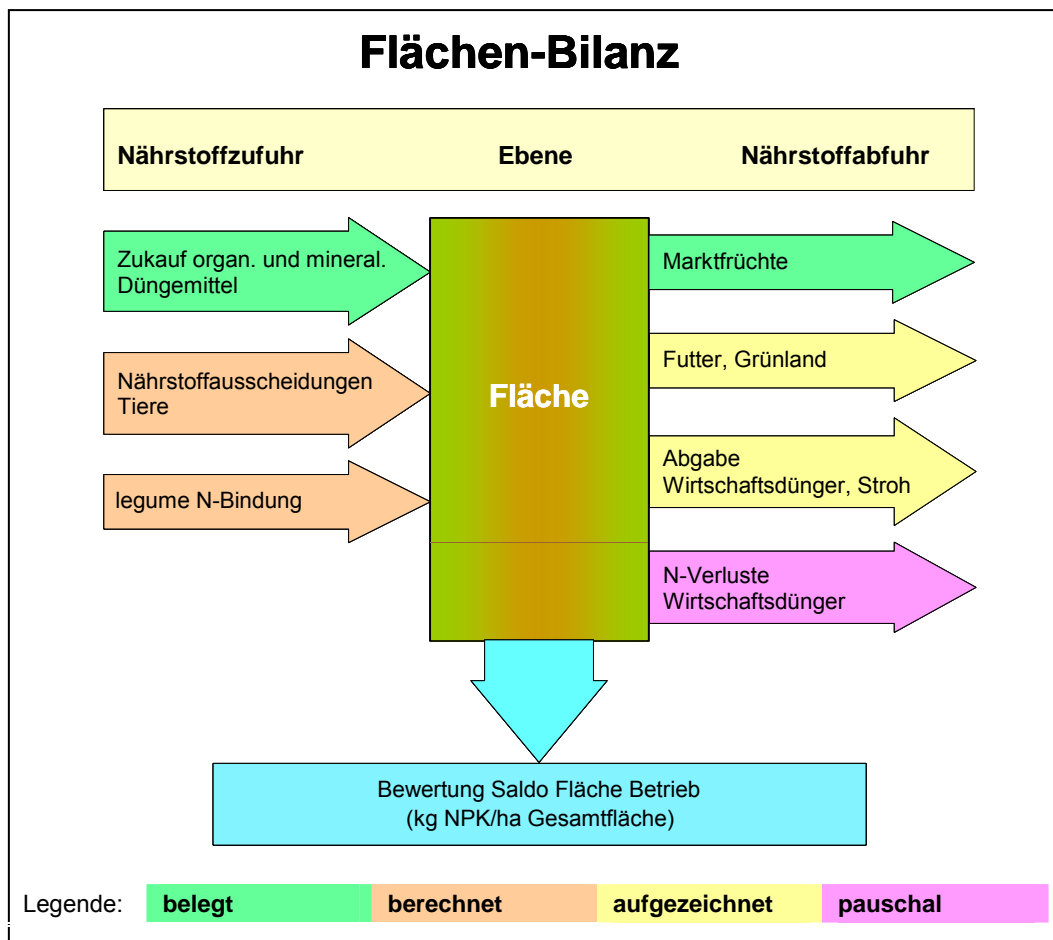 Flächen-Bilanz
Nährstoffzufuhr Ebene Nährstoffabfuhr
Zukauf organ. und mineral.
Düngemittel
Nährstoffausscheidungen
Tiere
legume N-Bindung
Fläche
Marktfrüchte
Futter, Grünland
Abgabe
Wirtschaftsdünger, Stroh
N-Verluste
Wirtschaftsdünger
Bewertung Saldo Fläche Betrieb
(kg NPK/ha Gesamtfläche)
Legende: belegt berechnet aufgezeichnet pauschal